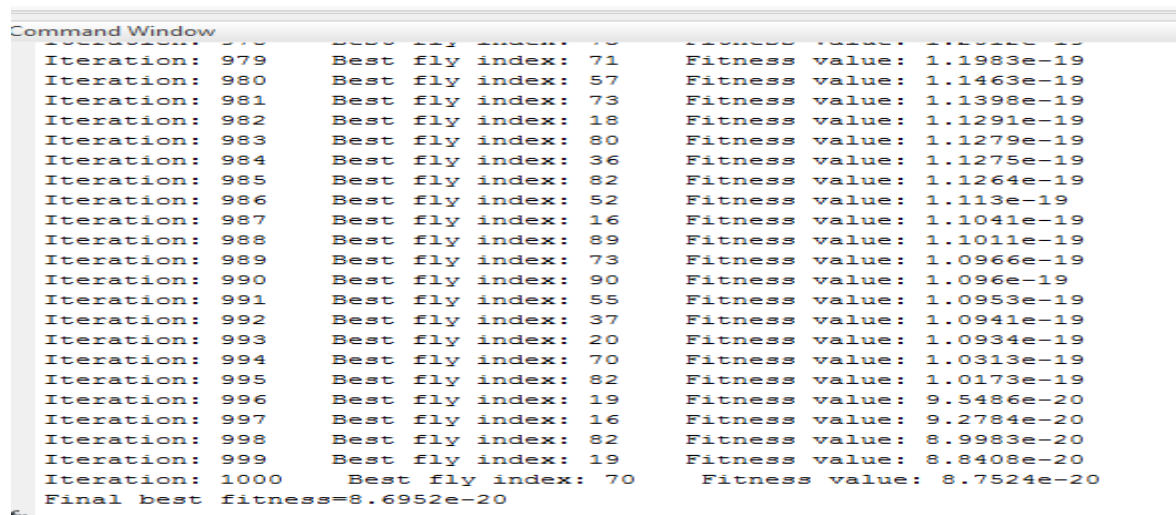 Command Window
Iteration: 979 Best fly index: 71 Fitness value: 1.1983e-19
Iteration: 980 Best fly index: 57 Fitness value: 1.1463e-19
Iteration: 981 Best fly index: 73 Fitness value: 1.1398e-19
Iteration: 982 Best fly index: 18 Fitness value: 1.1291e-19
Iteration: 983 Best fly index: 80 Fitness value: 1.1279e-19
Iteration: 984 Best fly index: 36 Fitness value: 1.1275e-19
Iteration: 985 Best fly index: 82 Fitness value: 1.1264e-19
Iteration: 986 Best fly index: 52 Fitness value: 1.113e-19
Iteration: 987 Best fly index: 16 Fitness value: 1.1041e-19
Iteration: 988 Best fly index: 89 Fitness value: 1.1011e-19
Iteration: 989 Best fly index: 73 Fitness value: 1.0966e-19
Iteration: 990 Best fly index: 90 Fitness value: 1.096e-19
Iteration: 991 Best fly index: 55 Fitness value: 1.0953e-19
Iteration: 992 Best fly index: 37 Fitness value: 1.0941e-19
Iteration: 993 Best fly index: 20 Fitness value: 1.0934e-19
Iteration: 994 Best fly index: 70 Fitness value: 1.0313e-19
Iteration: 995 Best fly index: 82 Fitness value: 1.0173e-19
Iteration: 996 Best fly index: 19 Fitness value: 9.5486e-20
Iteration: 997 Best fly index: 16 Fitness value: 9.2784e-20
Iteration: 998 Best fly index: 82 Fitness value: 8.9983e-20
Iteration: 999 Best fly index: 19 Fitness value: 8.8408e-20
Iteration: 1000 Best fly index: 70 Fitness value: 8.7524e-20
Final best fitness=8.6952e-20